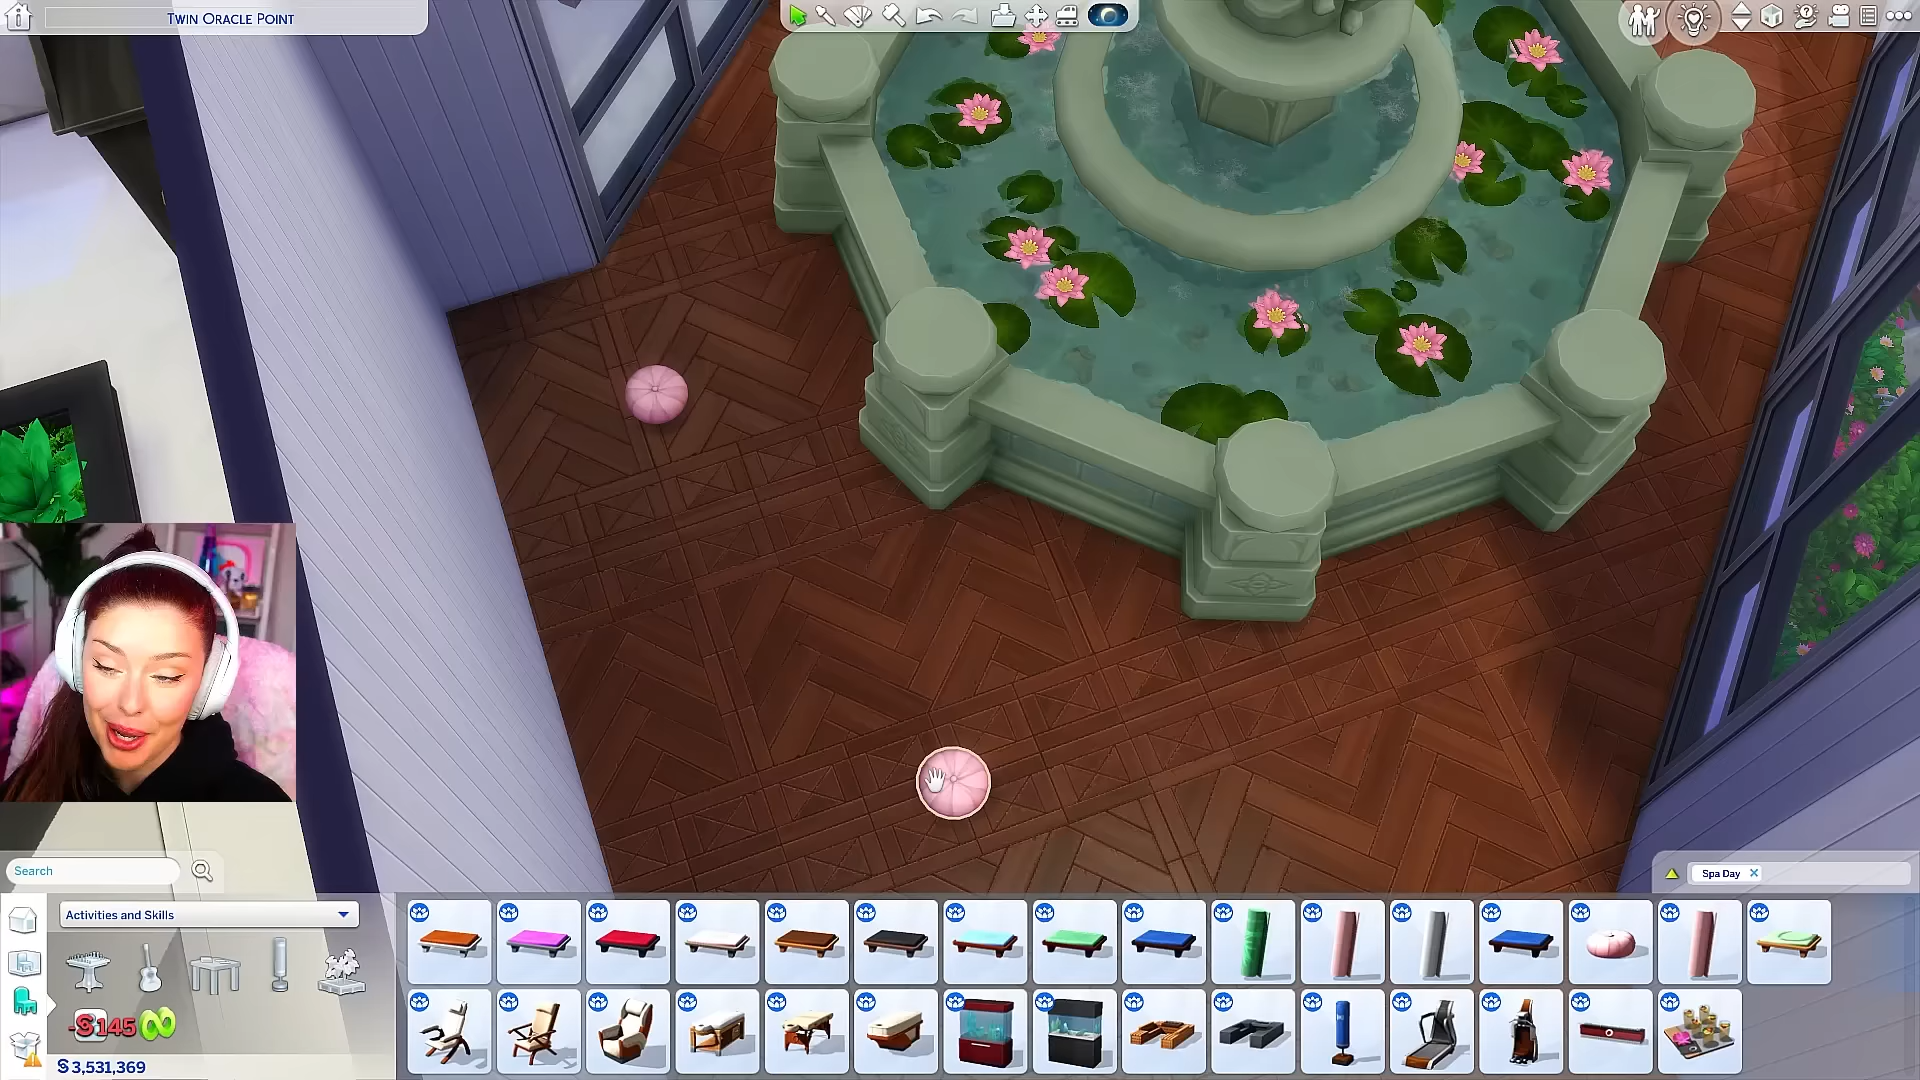 TWIN ORACLE POINT
Search
Spa Day
Activities and Skills
-§145
§3,531,369